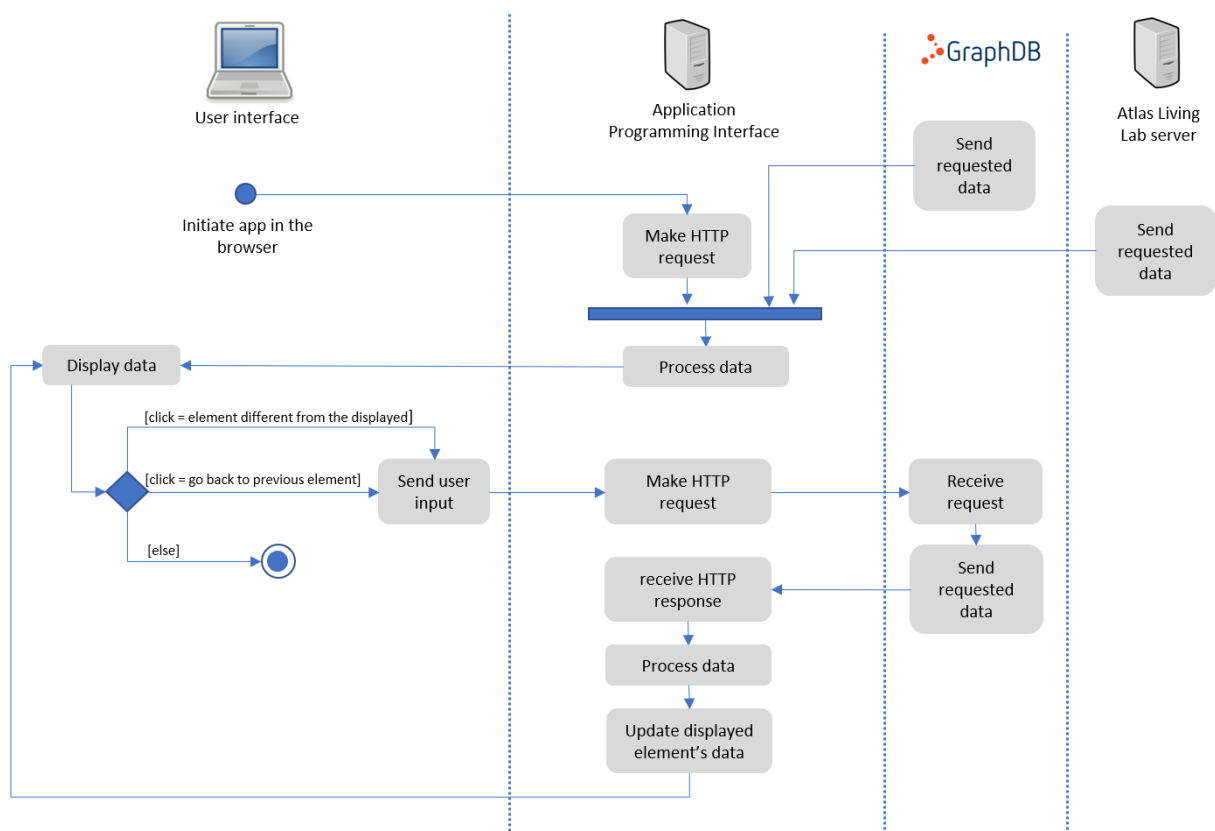 User interface
Application
Programming Interface
GraphDB
Atlas Living
Lab server
Send
requested
data
Initiate app in the
browser
Make HTTP
request
Send
requested
data
Display data
Process data
[click = element different from the displayed]
[click = go back to previous element]
Send user
input
Make HTTP
request
Receive
request
[else]
receive HTTP
response
Send
requested
data
Process data
Update displayed
element’s data